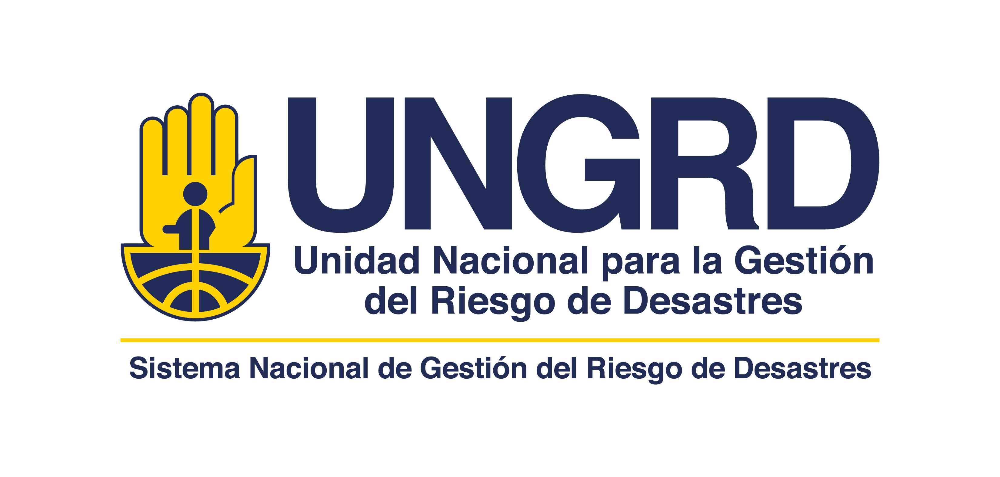 UNGRD
Unidad Nacional para la Gestión
del Riesgo de Desastres
Sistema Nacional de Gestión del Riesgo de Desastres